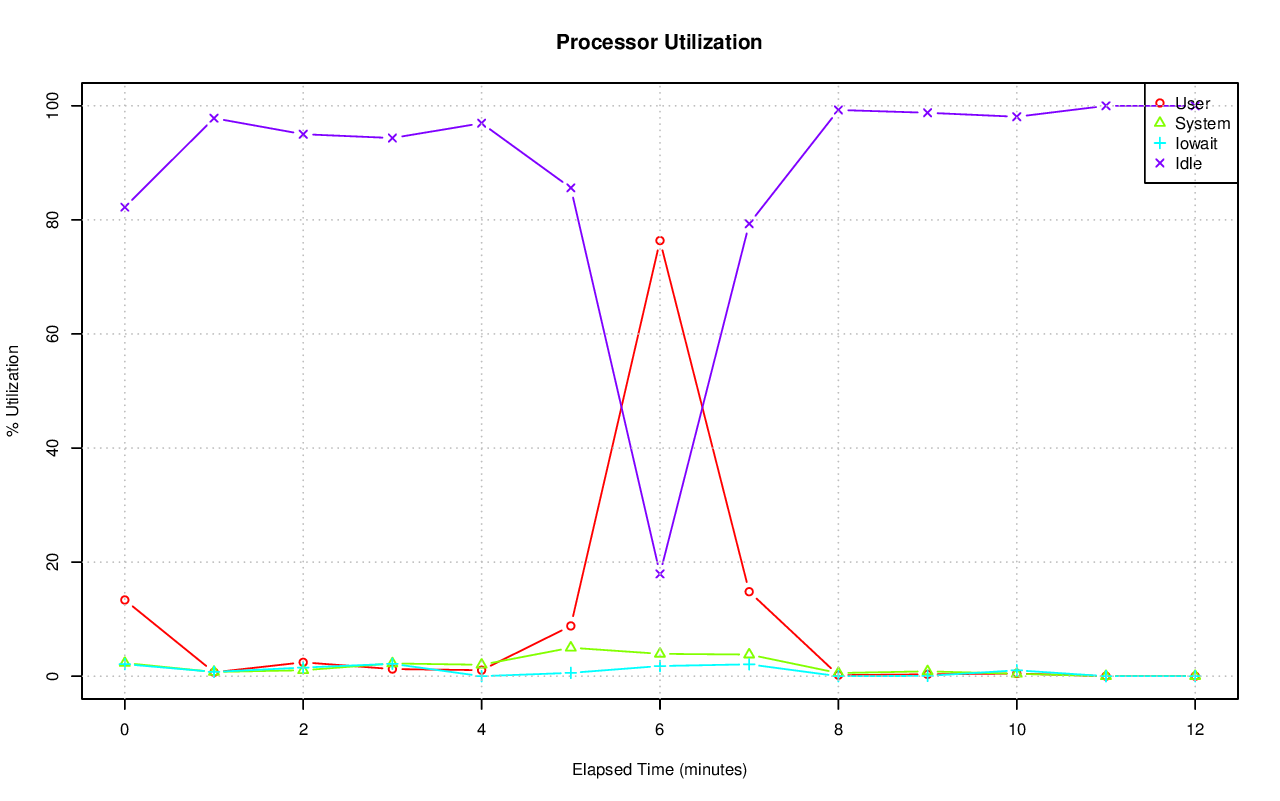 Processor Utilization
% Utilization
100
80
60
40
20
0
User
System
Iowait
Idle
0 2 4 6 8 10 12
Elapsed Time (minutes)